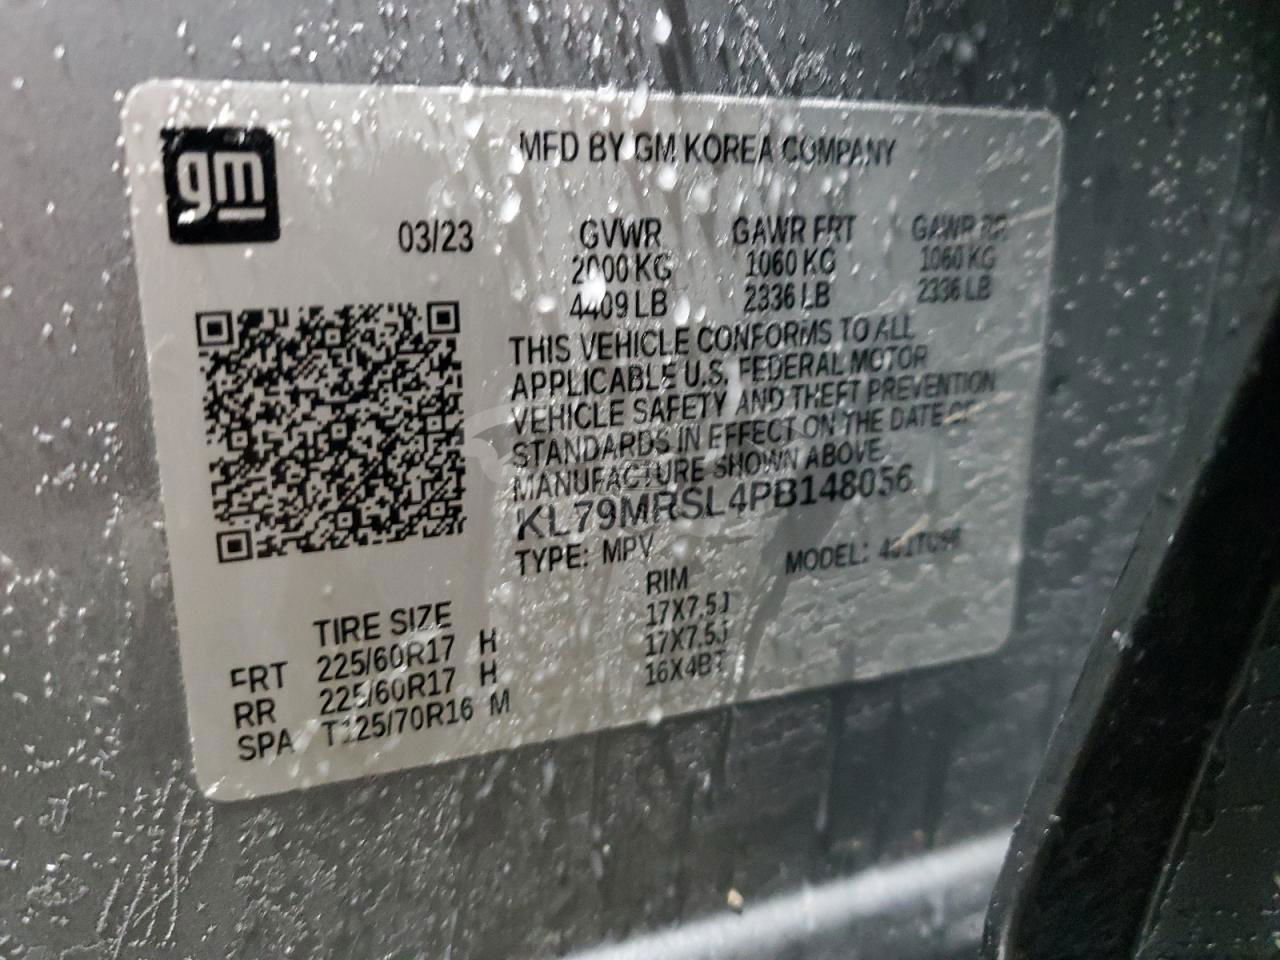 gm
MFD BY GM KOREA COMPANY
03/23
GVWR GAWR FRT GAWR RR
2000 KG 1060 KG 1060 KG
4409 LB 2336 LB 2336 LB
THIS VEHICLE CONFORMS TO ALL
APPLICABLE U.S. FEDERAL MOTOR
VEHICLE SAFETY AND THEFT PREVENTION
STANDARDS IN EFFECT ON THE DATE OF
MANUFACTURE SHOWN ABOVE.
KL79MRSL4PB148056
TYPE: MPV MODEL:
TIRE SIZE RIM
FRT 225/60R17 H 17X7.5J
RR 225/60R17 H 17X7.5J
SPA T125/70R16 M 16X4BT